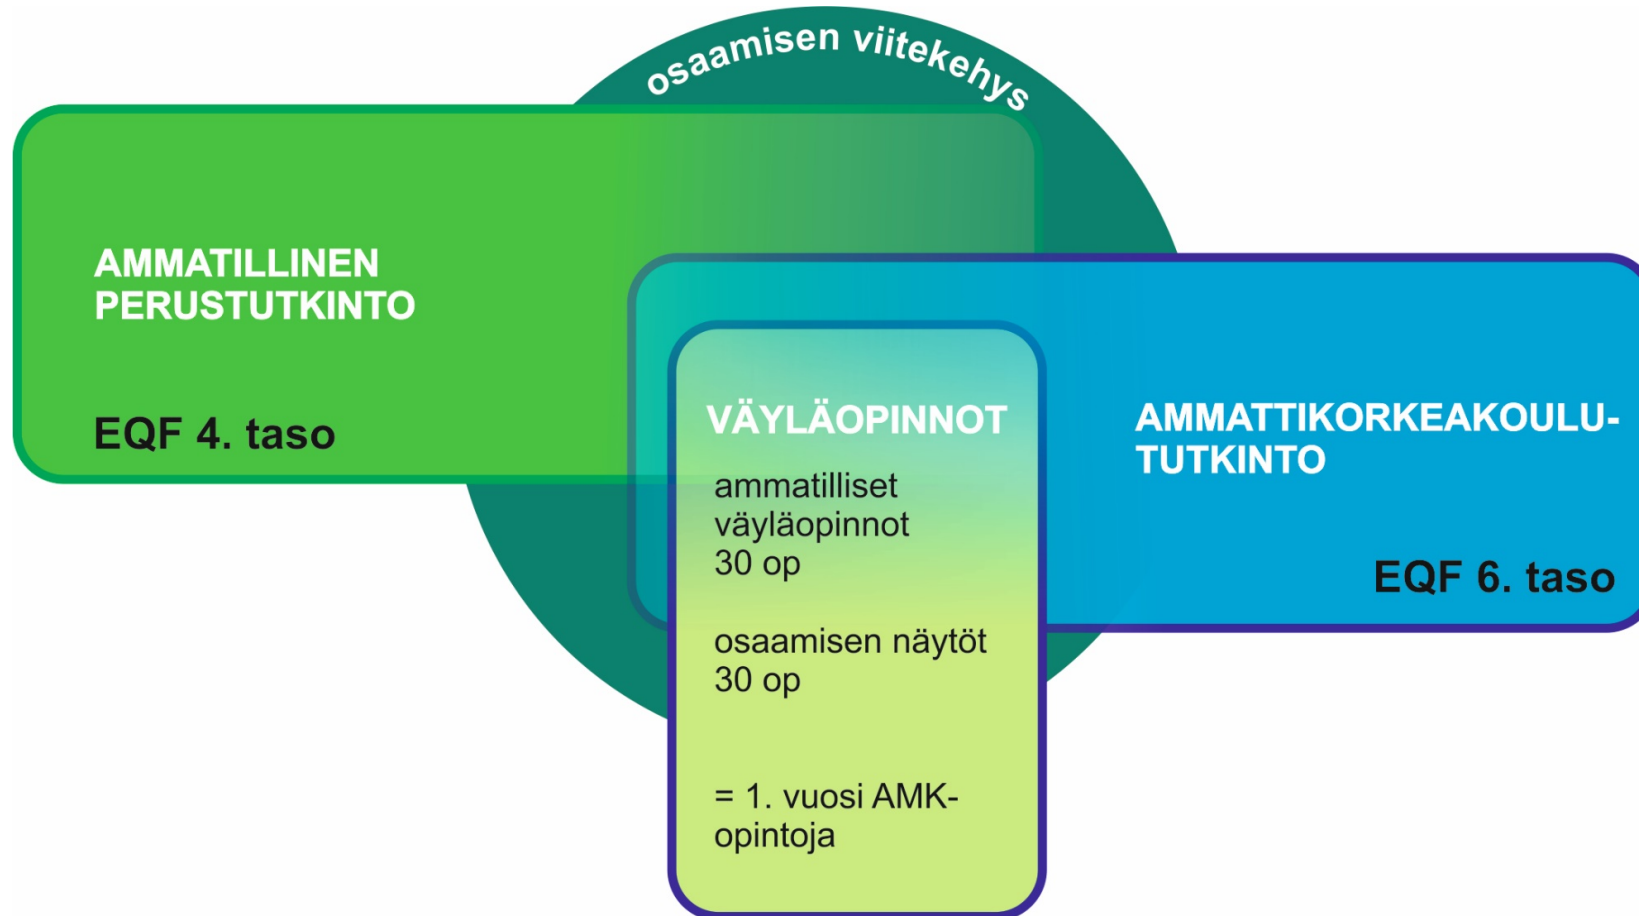 osaamisen viitekehys
AMMATILLINEN
PERUSTUTKINTO
EQF 4. taso
VÄYLÄOPINNOT
ammatilliset
väyläopinnot
30 op
osaamisen näytöt
30 op
= 1. vuosi AMK-
opintoja
AMMATTIKORKEAKOULU-
TUTKINTO
EQF 6. taso